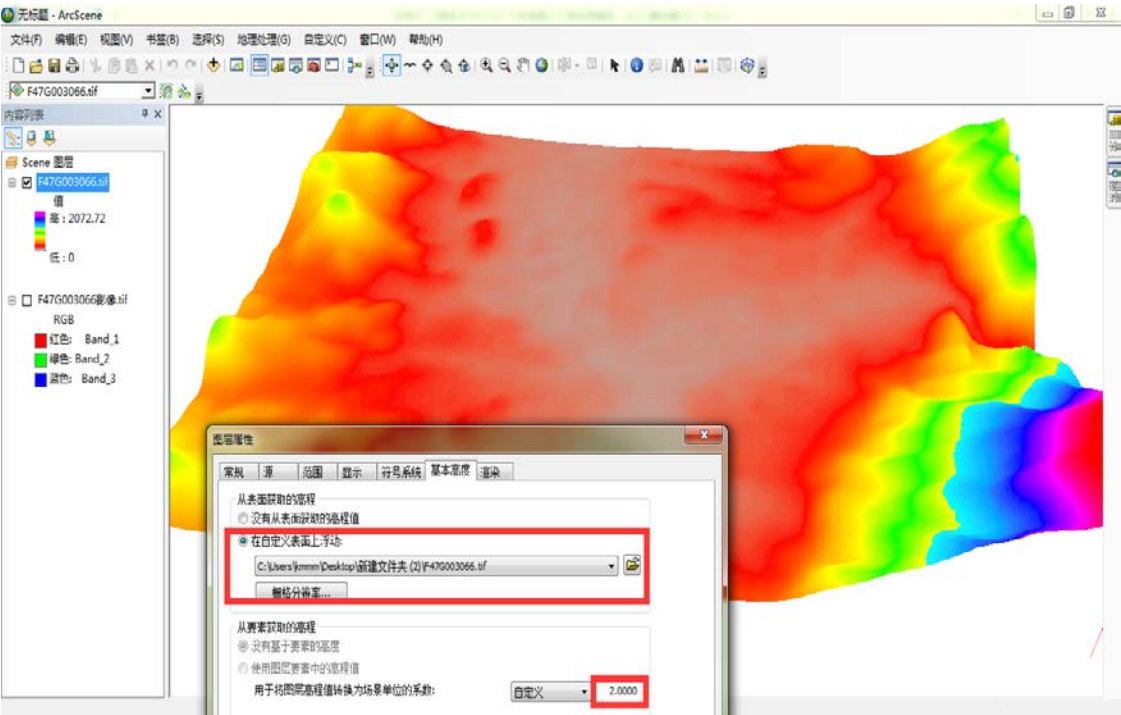 无标题 - ArcScene
文件(F) 编辑(E) 视图(V) 书签(B) 选择(S) 地理处理(G) 自定义(C) 窗口(W) 帮助(H)
F47G003066.tif
内容列表
Scene 图层
F47G003066.tif
值
高 : 2072.72
低 : 0
F47G003066影像.tif
RGB
红色: Band_1
绿色: Band_2
蓝色: Band_3
图层属性
常规 源 范围 显示 符号系统 基本高度 渲染
从表面获取的高程
没有从表面获取的高程值
在自定义表面上浮动:
C:\Users\kmmm\Desktop\新建文件夹 (2)\F47G003066.tif
栅格分辨率...
从要素获取的高程
没有基于要素的高度
使用图层要素中的高程值
用于将图层高程值转换为场景单位的系数:
自定义
2.0000